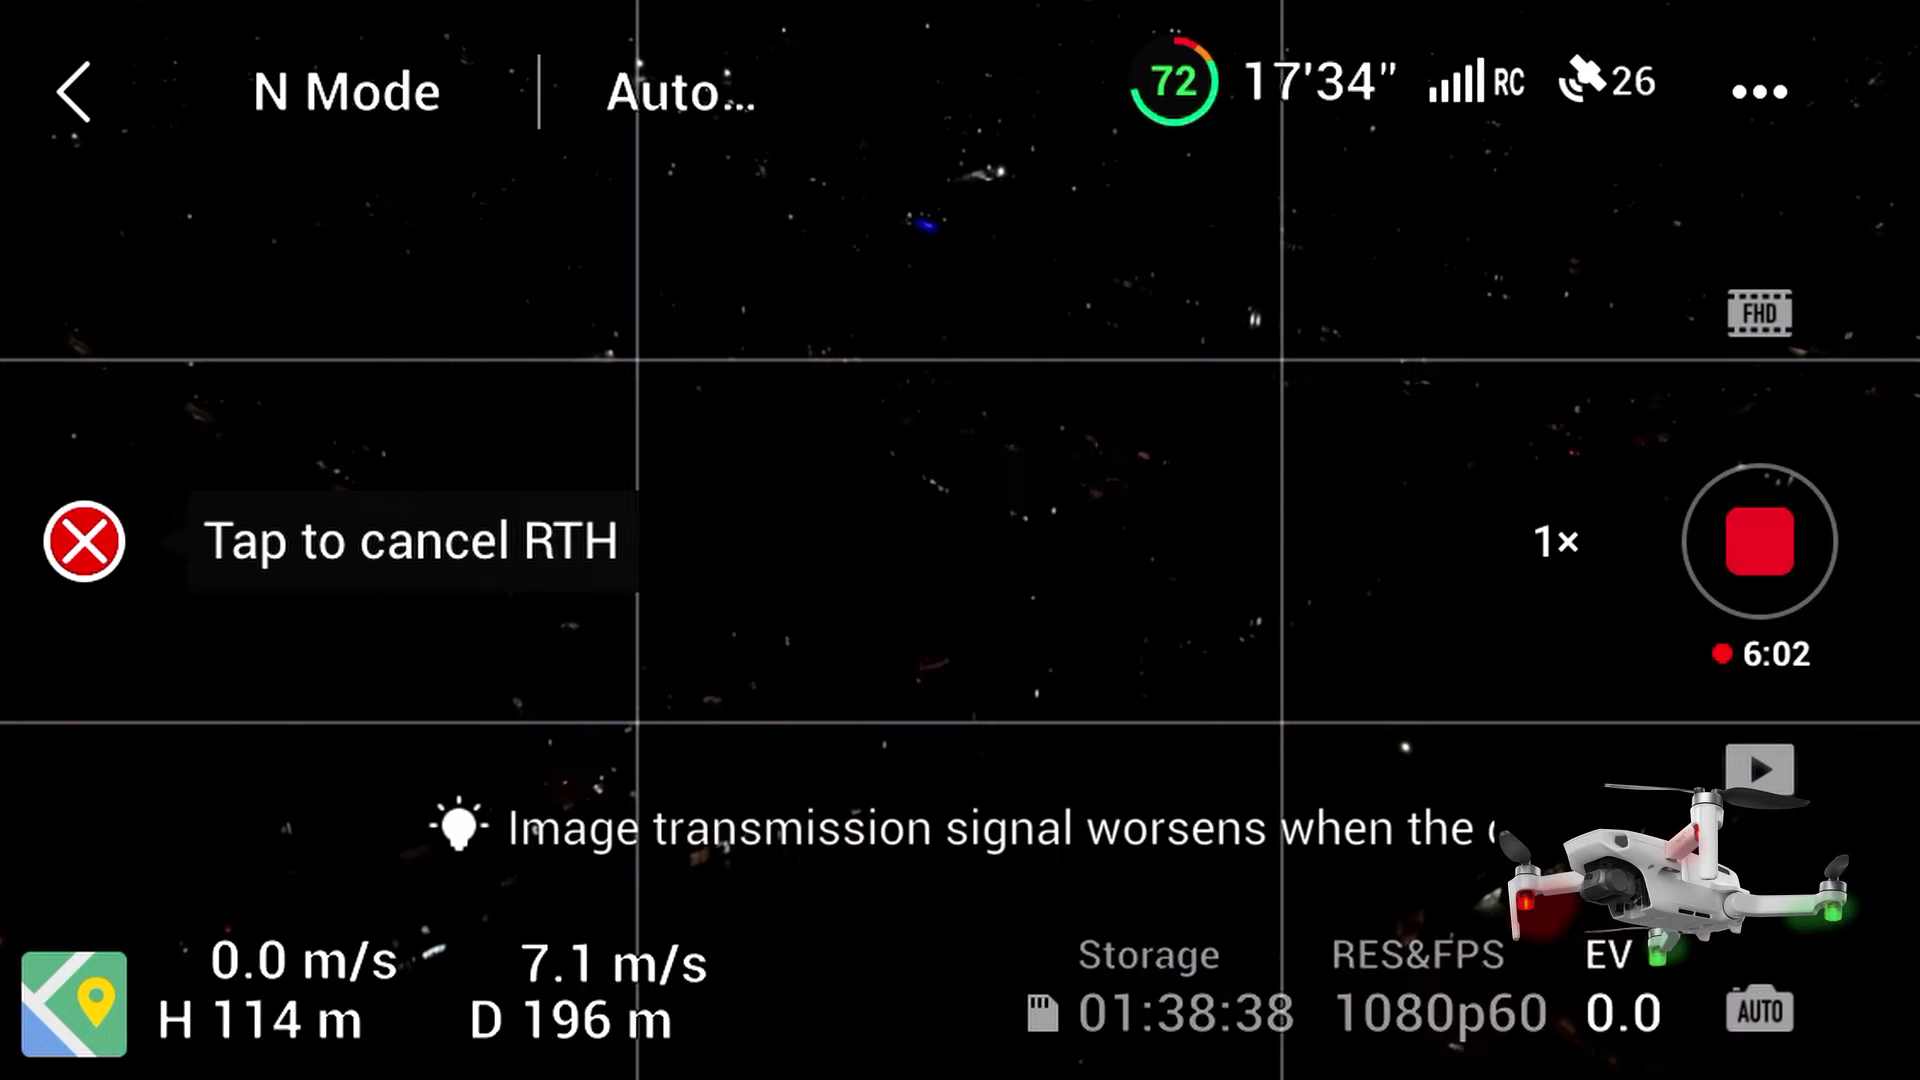 N Mode
Auto...
72
17'34"
RC
26
FHD
Tap to cancel RTH
1×
6:02
Image transmission signal worsens when the
0.0 m/s
7.1 m/s
H 114 m
D 196 m
Storage
RES&FPS
EV
01:38:38
1080p60
0.0
AUTO